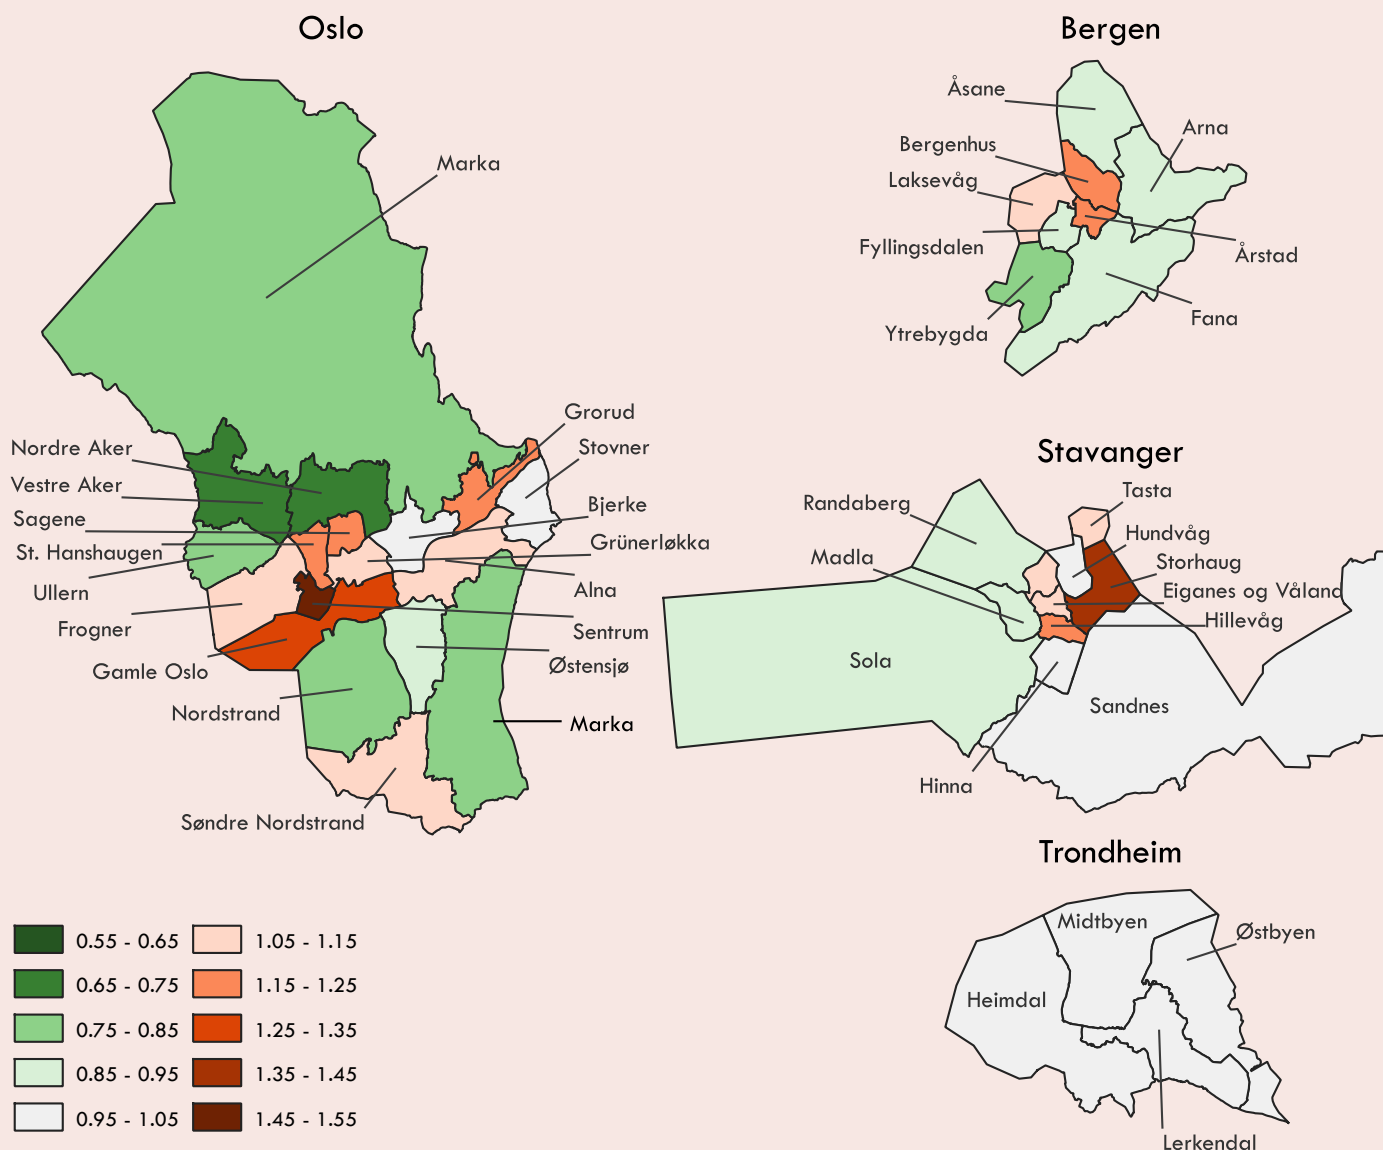 Oslo
Marka
Grorud
Stovner
Nordre Aker
Vestre Aker
Sagene
St. Hanshaugen
Ullern
Frogner
Gamle Oslo
Nordstrand
Søndre Nordstrand
Bjerke
Grünerløkka
Alna
Sentrum
Østensjø
Marka
Bergen
Åsane
Arna
Bergenhus
Laksevåg
Fyllingsdalen
Årstad
Ytrebygda
Fana
Stavanger
Randaberg
Tasta
Hundvåg
Madla
Storhaug
Eiganes og Våland
Hillevåg
Sola
Sandnes
Hinna
Trondheim
Midtbyen
Østbyen
Heimdal
Lerkendal
0.55 - 0.65
0.65 - 0.75
0.75 - 0.85
0.85 - 0.95
0.95 - 1.05
1.05 - 1.15
1.15 - 1.25
1.25 - 1.35
1.35 - 1.45
1.45 - 1.55